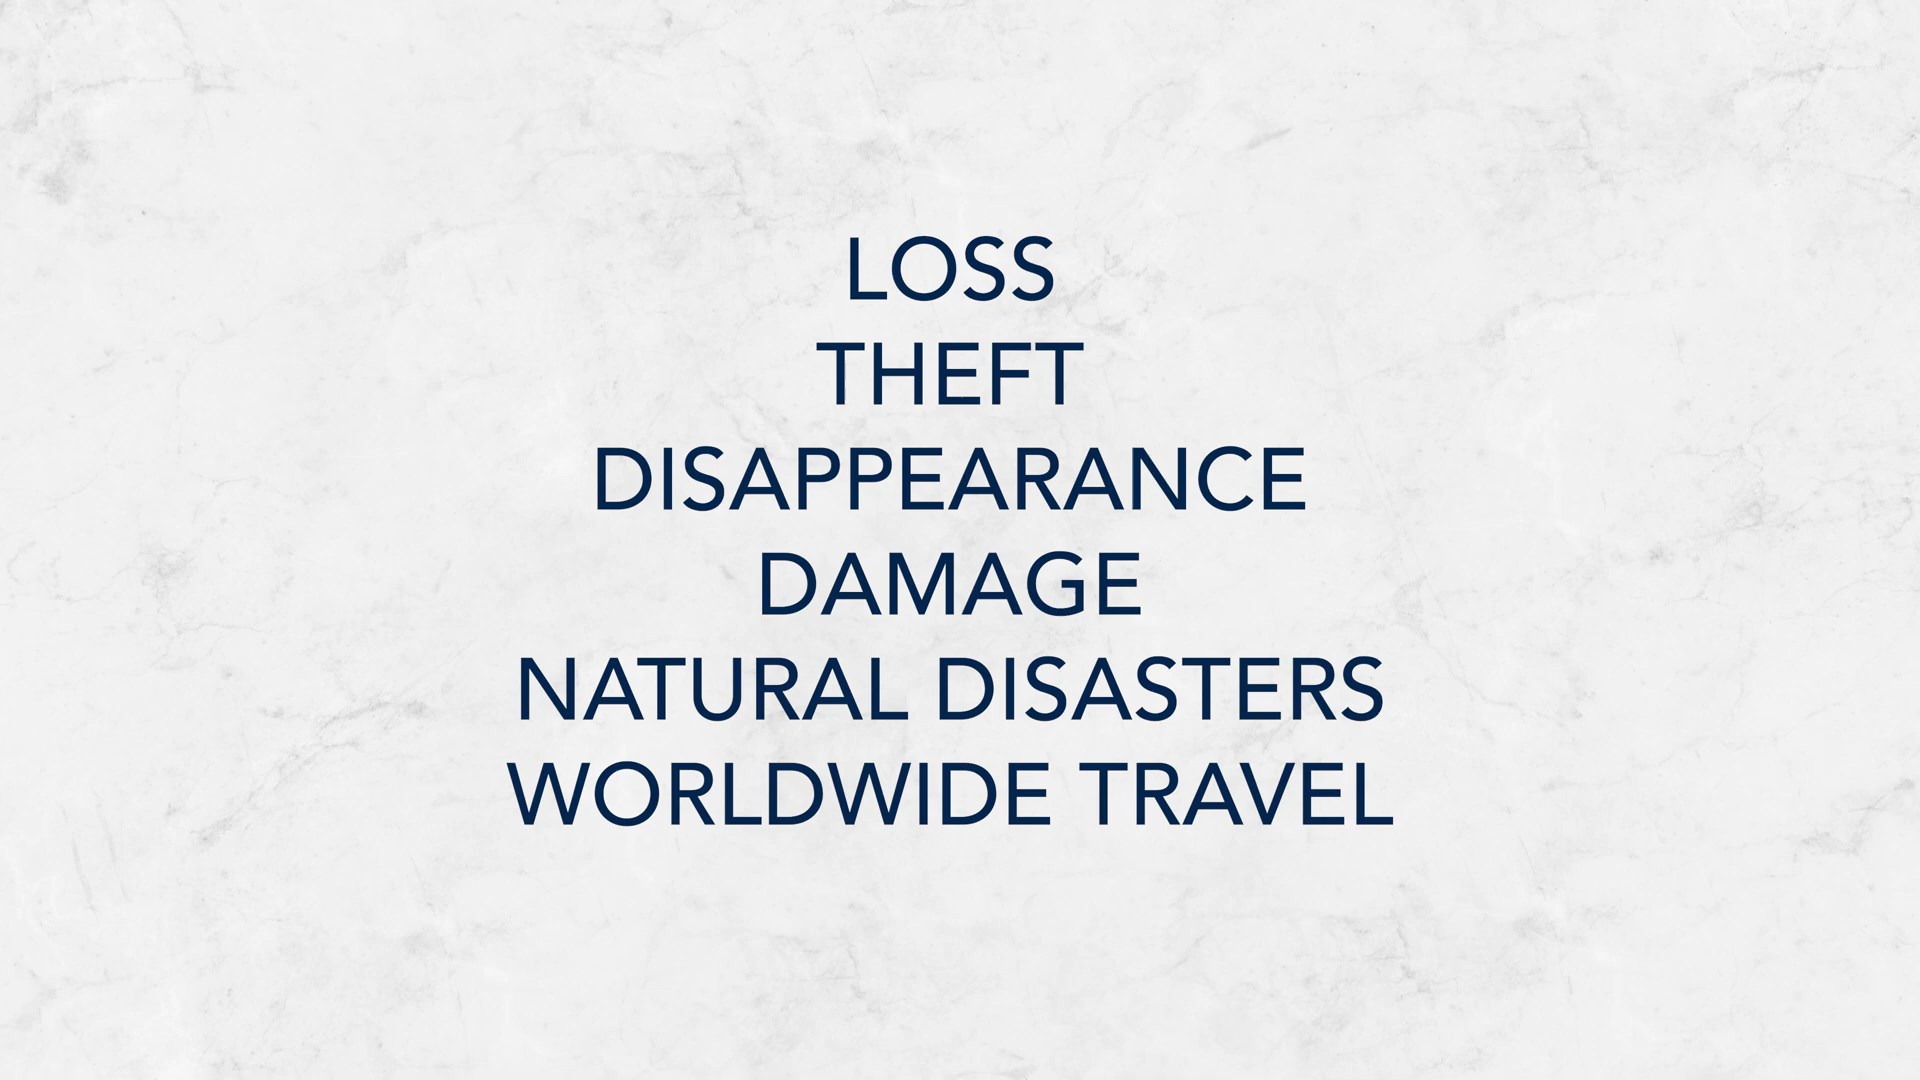 LOSS
THEFT
DISAPPEARANCE
DAMAGE
NATURAL DISASTERS
WORLDWIDE TRAVEL